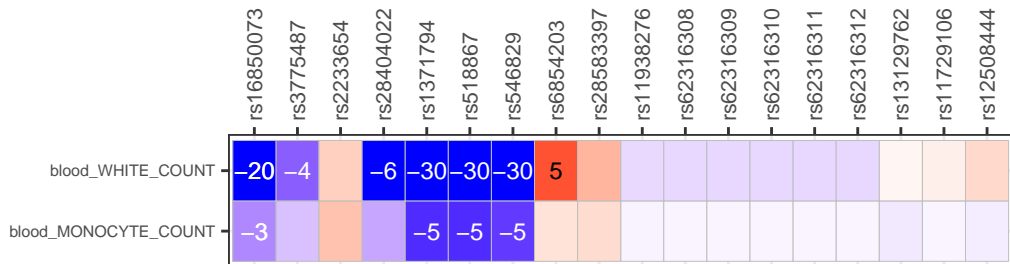 rs16850073 rs3775487 rs2233654 rs28404022 rs1371794 rs518867 rs546829 rs6854203 rs28583397 rs11938276 rs62316308 rs62316309 rs62316310 rs62316311 rs62316312 rs13129762 rs11729106 rs12508444
blood_WHITE_COUNT −20 −4 −6 −30 −30 −30 5
blood_MONOCYTE_COUNT −3 −5 −5 −5